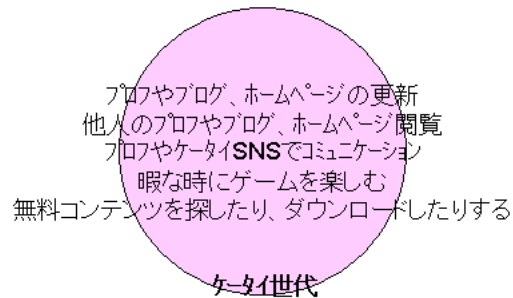 ﾌﾟﾛﾌやﾌﾞﾛｸﾞ、ﾎｰﾑﾍﾟｰｼﾞの更新
他人のﾌﾟﾛﾌやﾌﾞﾛｸﾞ、ﾎｰﾑﾍﾟｰｼﾞ閲覧
ﾌﾟﾛﾌやｹｰﾀｲSNSでｺﾐｭﾆｹｰｼｮﾝ
暇な時にゲームを楽しむ
無料コンテンツを探したり、ダウンロードしたりする
ｹｰﾀｲ世代